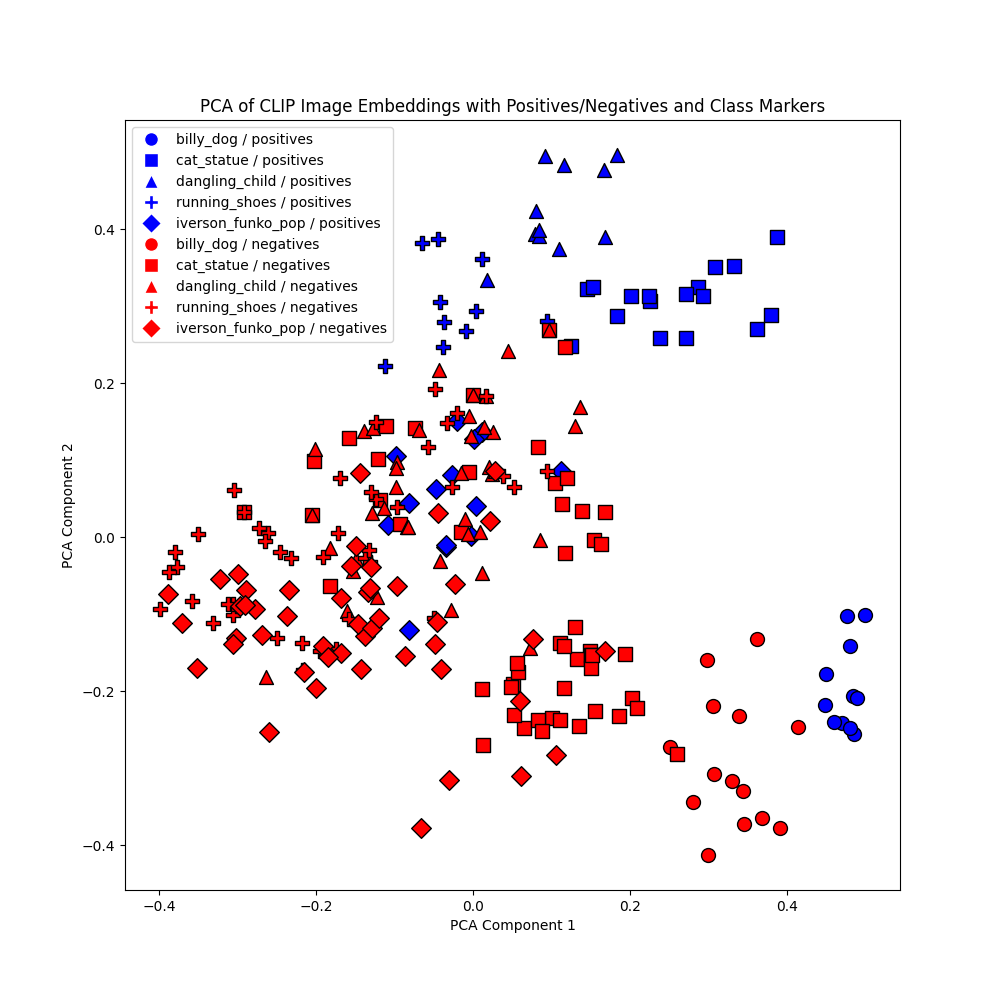 PCA of CLIP Image Embeddings with Positives/Negatives and Class Markers
billy_dog / positives
cat_statue / positives
dangling_child / positives
running_shoes / positives
iverson_funko_pop / positives
billy_dog / negatives
cat_statue / negatives
dangling_child / negatives
running_shoes / negatives
iverson_funko_pop / negatives
0.4
0.2
0.0
−0.2
−0.4
PCA Component 2
−0.4
−0.2
0.0
0.2
0.4
PCA Component 1